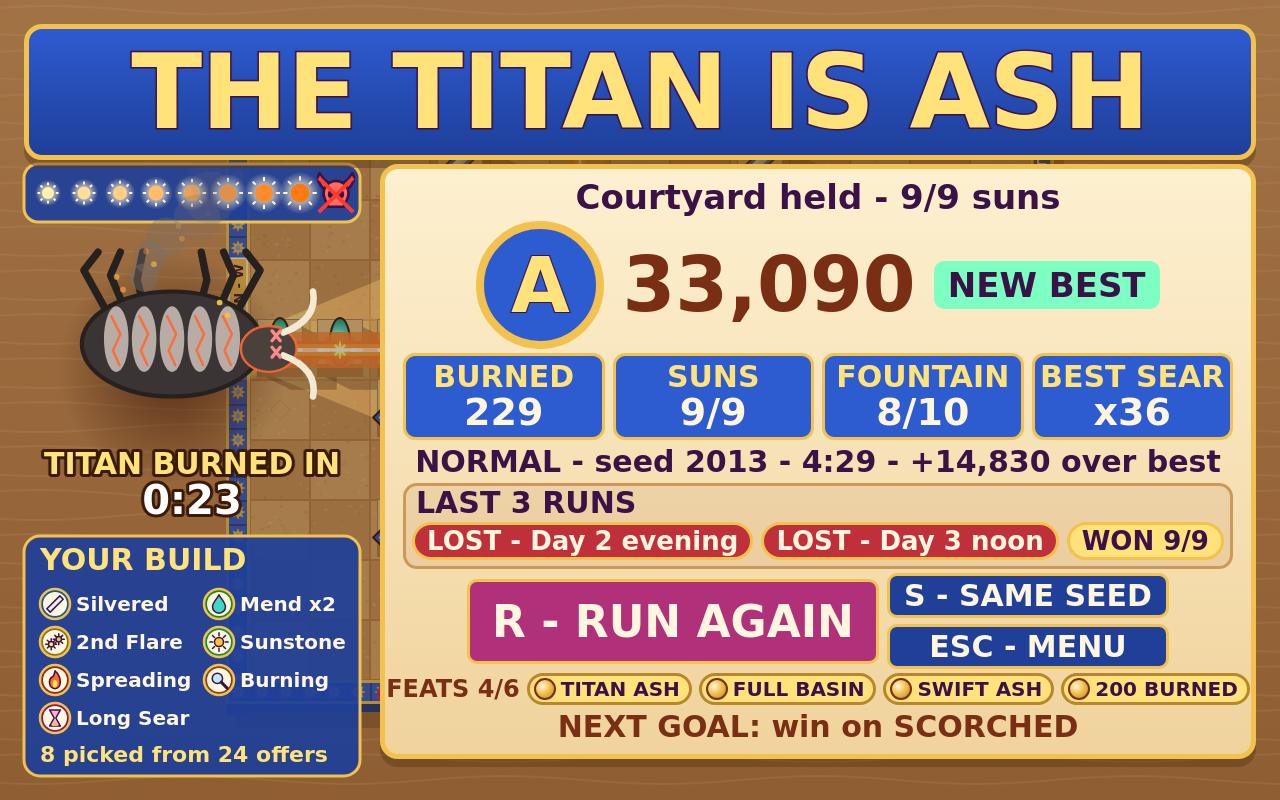 THE TITAN IS ASH
Courtyard held - 9/9 suns
A
33,090
NEW BEST
BURNED
229
SUNS
9/9
FOUNTAIN
8/10
BEST SEAR
x36
NORMAL - seed 2013 - 4:29 - +14,830 over best
LAST 3 RUNS
LOST - Day 2 evening
LOST - Day 3 noon
WON 9/9
R - RUN AGAIN
S - SAME SEED
ESC - MENU
FEATS 4/6
TITAN ASH
FULL BASIN
SWIFT ASH
200 BURNED
NEXT GOAL: win on SCORCHED
TITAN BURNED IN
0:23
YOUR BUILD
Silvered
Mend x2
2nd Flare
Sunstone
Spreading
Burning
Long Sear
8 picked from 24 offers